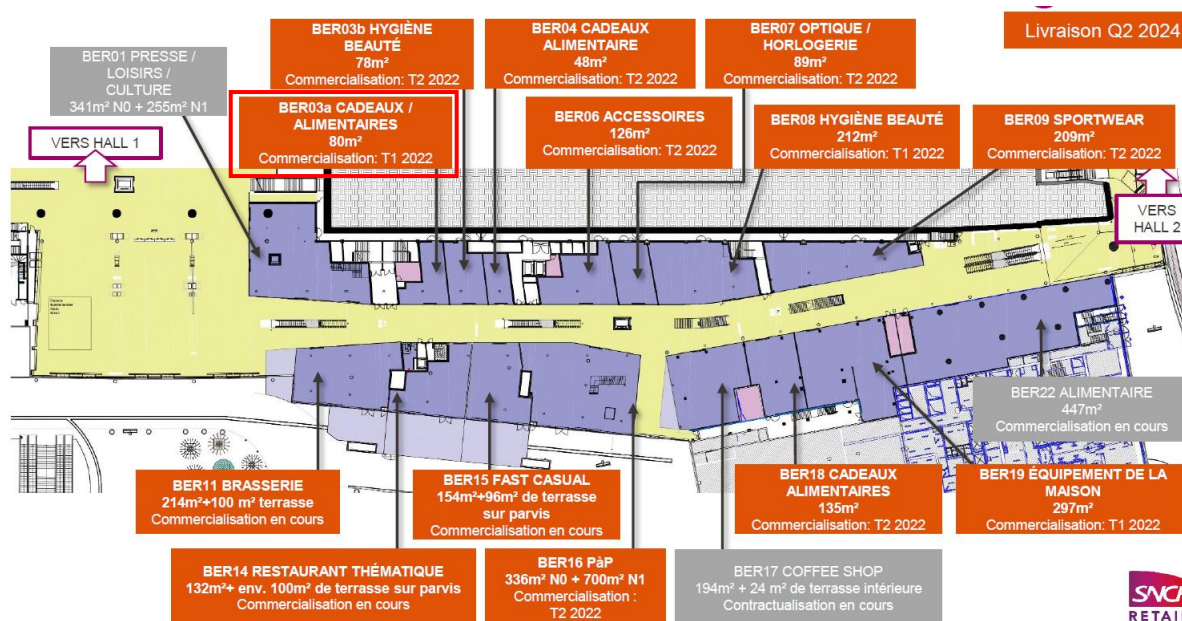 Livraison Q2 2024
BER01 PRESSE /
LOISIRS /
CULTURE
341m² N0 + 255m² N1
BER03b HYGIÈNE
BEAUTÉ
78m²
Commercialisation: T2 2022
BER04 CADEAUX
ALIMENTAIRE
48m²
Commercialisation: T2 2022
BER07 OPTIQUE /
HORLOGERIE
89m²
Commercialisation: T2 2022
BER03a CADEAUX /
ALIMENTAIRES
80m²
Commercialisation: T1 2022
BER06 ACCESSOIRES
126m²
Commercialisation: T2 2022
BER08 HYGIÈNE BEAUTÉ
212m²
Commercialisation: T1 2022
BER09 SPORTWEAR
209m²
Commercialisation: T2 2022
VERS HALL 1
VERS
HALL 2
BER22 ALIMENTAIRE
447m²
Commercialisation en cours
BER11 BRASSERIE
214m²+100 m² terrasse
Commercialisation en cours
BER15 FAST CASUAL
154m²+96m² de terrasse
sur parvis
Commercialisation en cours
BER18 CADEAUX
ALIMENTAIRES
135m²
Commercialisation: T2 2022
BER19 ÉQUIPEMENT DE LA
MAISON
297m²
Commercialisation: T1 2022
BER14 RESTAURANT THÉMATIQUE
132m²+ env. 100m² de terrasse sur parvis
Commercialisation en cours
BER16 PàP
336m² N0 + 700m² N1
Commercialisation :
T2 2022
BER17 COFFEE SHOP
194m² + 24 m² de terrasse intérieure
Contractualisation en cours
SNCF
RETAI